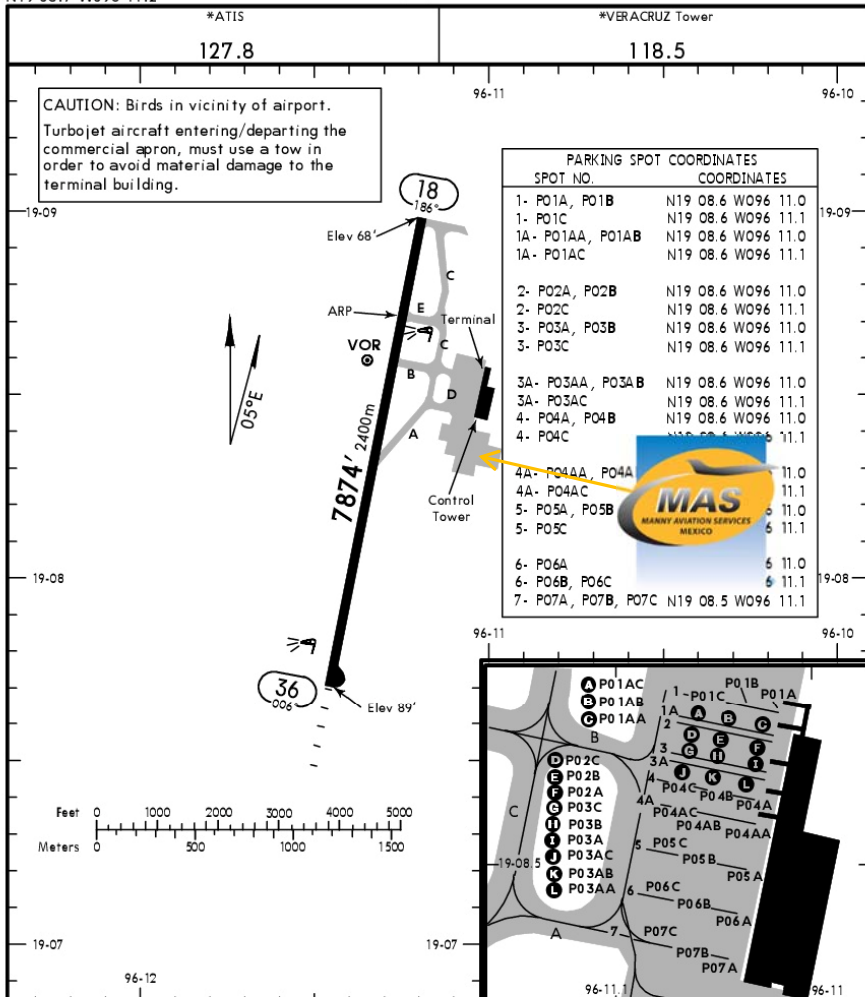 *ATIS
127.8
*VERACRUZ Tower
118.5
96-11
96-10
CAUTION: Birds in vicinity of airport.
Turbojet aircraft entering/departing the
commercial apron, must use a tow in
order to avoid material damage to the
terminal building.
PARKING SPOT COORDINATES
SPOT NO. COORDINATES
1- P01A, P01B N19 08.6 W096 11.0
1- P01C N19 08.6 W096 11.1
1A- P01AA, P01AB N19 08.6 W096 11.0
1A- P01AC N19 08.6 W096 11.1
2- P02A, P02B N19 08.6 W096 11.0
2- P02C N19 08.6 W096 11.1
3- P03A, P03B N19 08.6 W096 11.0
3- P03C N19 08.6 W096 11.1
3A- P03AA, P03AB N19 08.6 W096 11.0
3A- P03AC N19 08.6 W096 11.1
4- P04A, P04B N19 08.6 W096 11.0
4- P04C 11.1
4A- P04AA, P04A 11.0
4A- P04AC 11.1
5- P05A, P05B 6 11.0
5- P05C 6 11.1
6- P06A 6 11.0
6- P06B, P06C 6 11.1
7- P07A, P07B, P07C N19 08.5 W096 11.1
MAS
MANNY AVIATION SERVICES
MEXICO
19-09
19-09
18
186°
Elev 68'
C
ARP
E
Terminal
VOR
C
B
D
05°E
A
7874' 2400m
Control
Tower
19-08
19-08
96-11
96-10
36
006°
Elev 89'
Feet 0 1000 2000 3000 4000 5000
Meters 0 500 1000 1500
19-07
19-07
96-12
A P01AC
B P01AB
C P01AA
D P02C
E P02B
F P02A
G P03C
H P03B
I P03A
J P03AC
K P03AB
L P03AA
B
C
A
1 P01C P01B P01A
1A A B C
2 D E F
3 G H I
3A J K L
4 P04C P04B P04A
4A P04AC P04AB P04AA
5 P05C P05B P05A
6 P06C P06B P06A
7 P07C P07B P07A
19-08.5
96-11.1
96-11